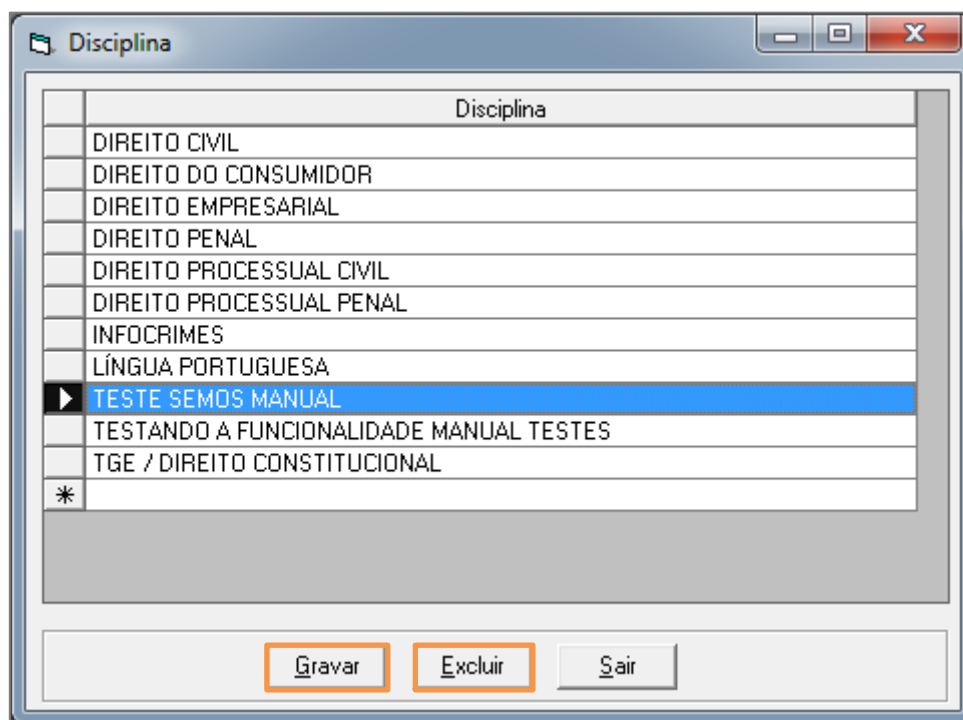 Disciplina
Disciplina
DIREITO CIVIL
DIREITO DO CONSUMIDOR
DIREITO EMPRESARIAL
DIREITO PENAL
DIREITO PROCESSUAL CIVIL
DIREITO PROCESSUAL PENAL
INFOCRIMES
LÍNGUA PORTUGUESA
TESTE SEMOS MANUAL
TESTANDO A FUNCIONALIDADE MANUAL TESTES
TGE / DIREITO CONSTITUCIONAL
Gravar Excluir Sair